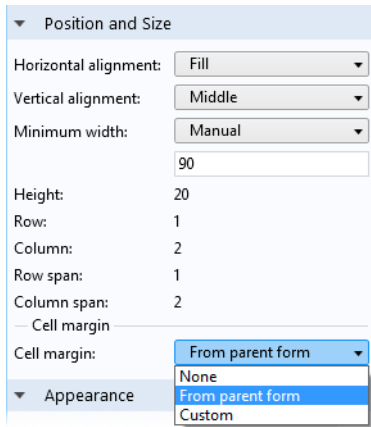 Position and Size
Horizontal alignment: Fill
Vertical alignment: Middle
Minimum width: Manual
90
Height: 20
Row: 1
Column: 2
Row span: 1
Column span: 2
Cell margin
Cell margin: From parent form
None
Appearance From parent form
Custom